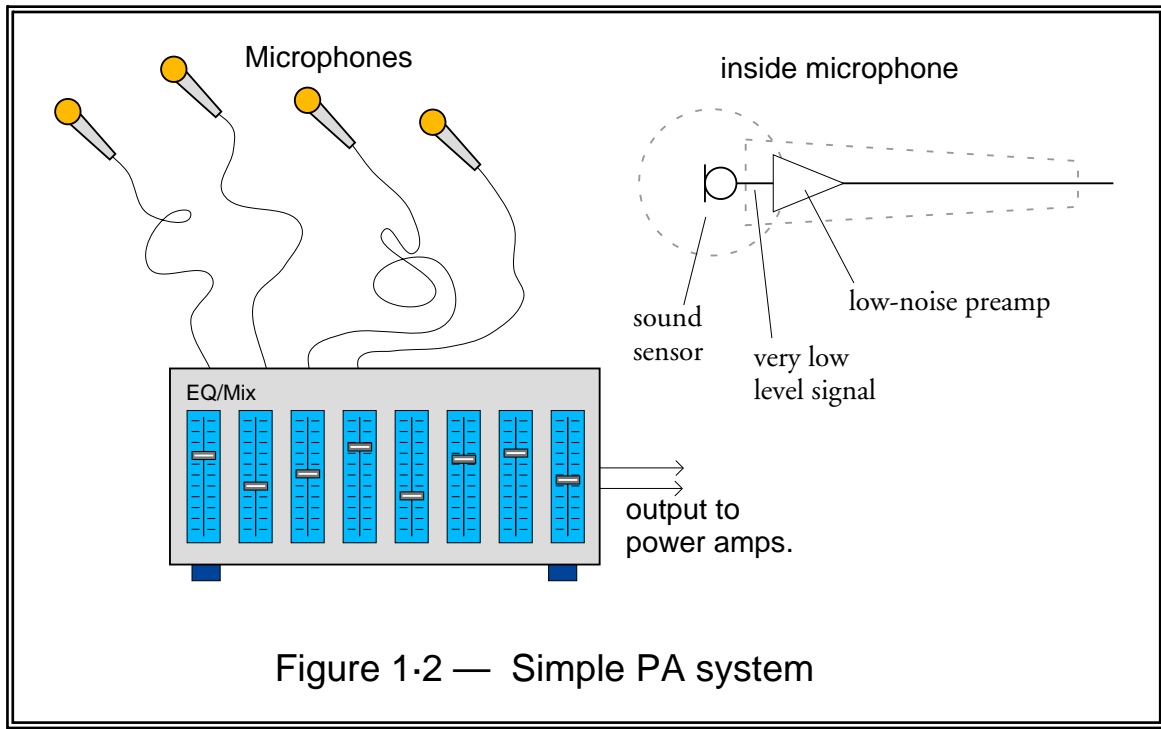 Microphones
inside microphone
sound
sensor
very low
level signal
low-noise preamp
EQ/Mix
output to
power amps.
Figure 1·2 — Simple PA system